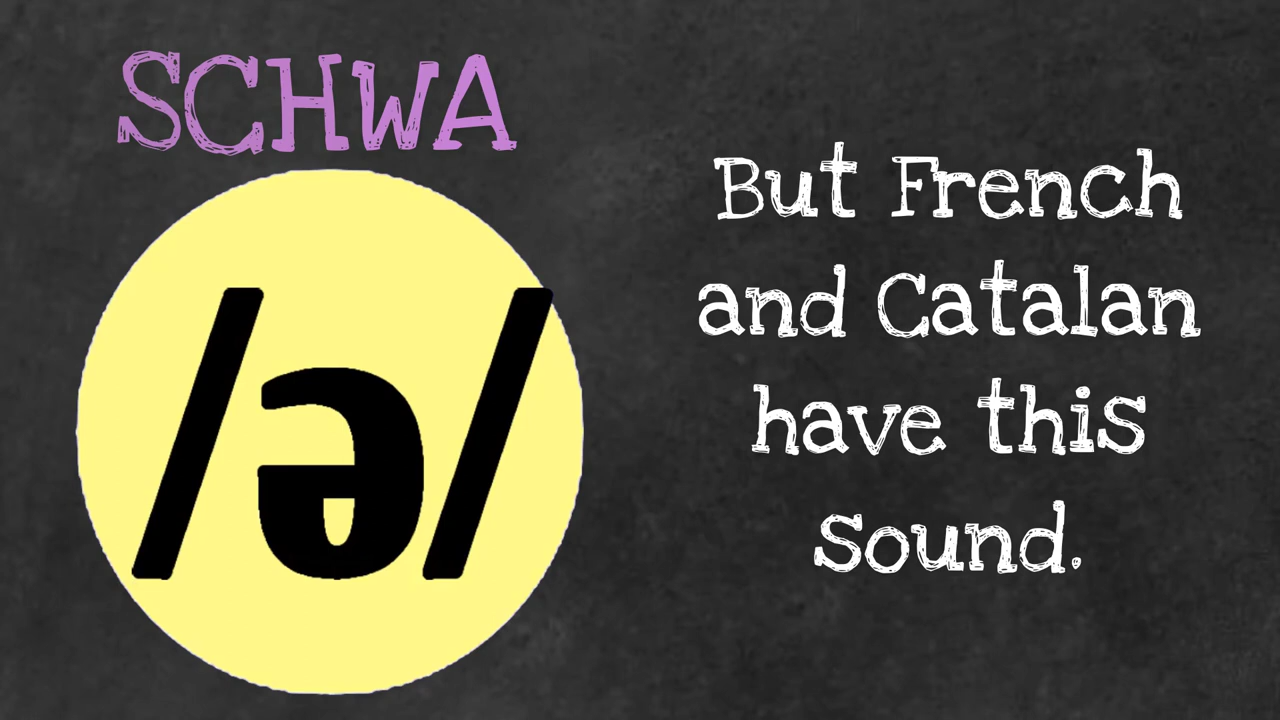 SCHWA
/ə/
But French
and Catalan
have this
sound.